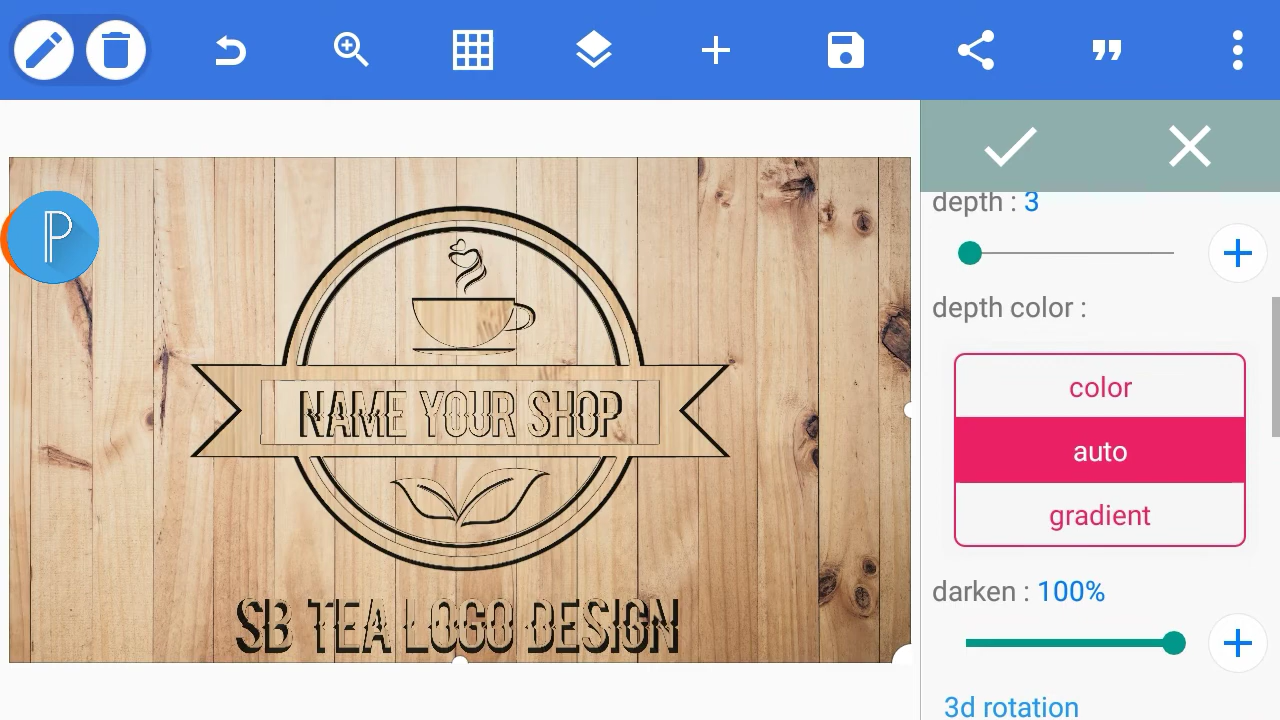 P
NAME YOUR SHOP
SB TEA LOGO DESIGN
depth : 3
depth color :
color
auto
gradient
darken : 100%
3d rotation